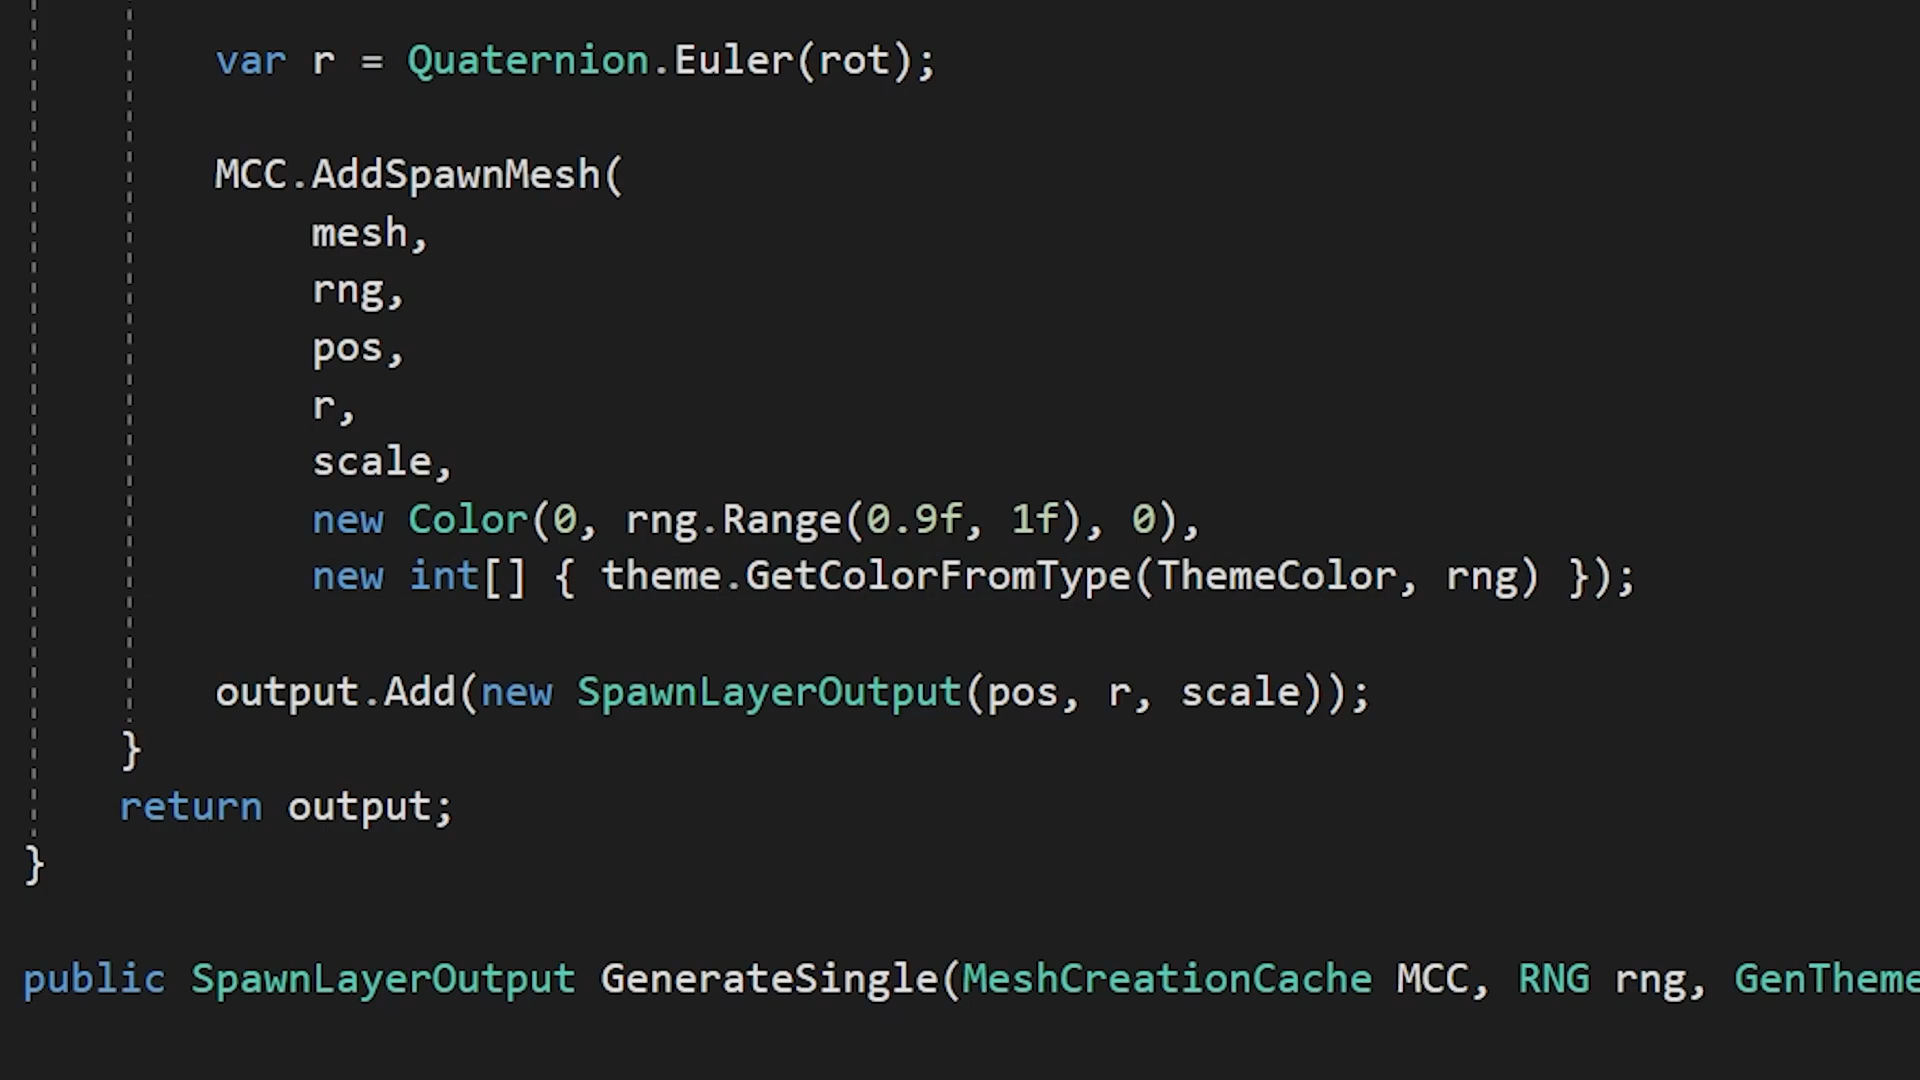 var r = Quaternion.Euler(rot);
MCC.AddSpawnMesh(
mesh,
rng,
pos,
r,
scale,
new Color(0, rng.Range(0.9f, 1f), 0),
new int[] { theme.GetColorFromType(ThemeColor, rng) });
output.Add(new SpawnLayerOutput(pos, r, scale));
}
return output;
}
public SpawnLayerOutput GenerateSingle(MeshCreationCache MCC, RNG rng, GenTheme